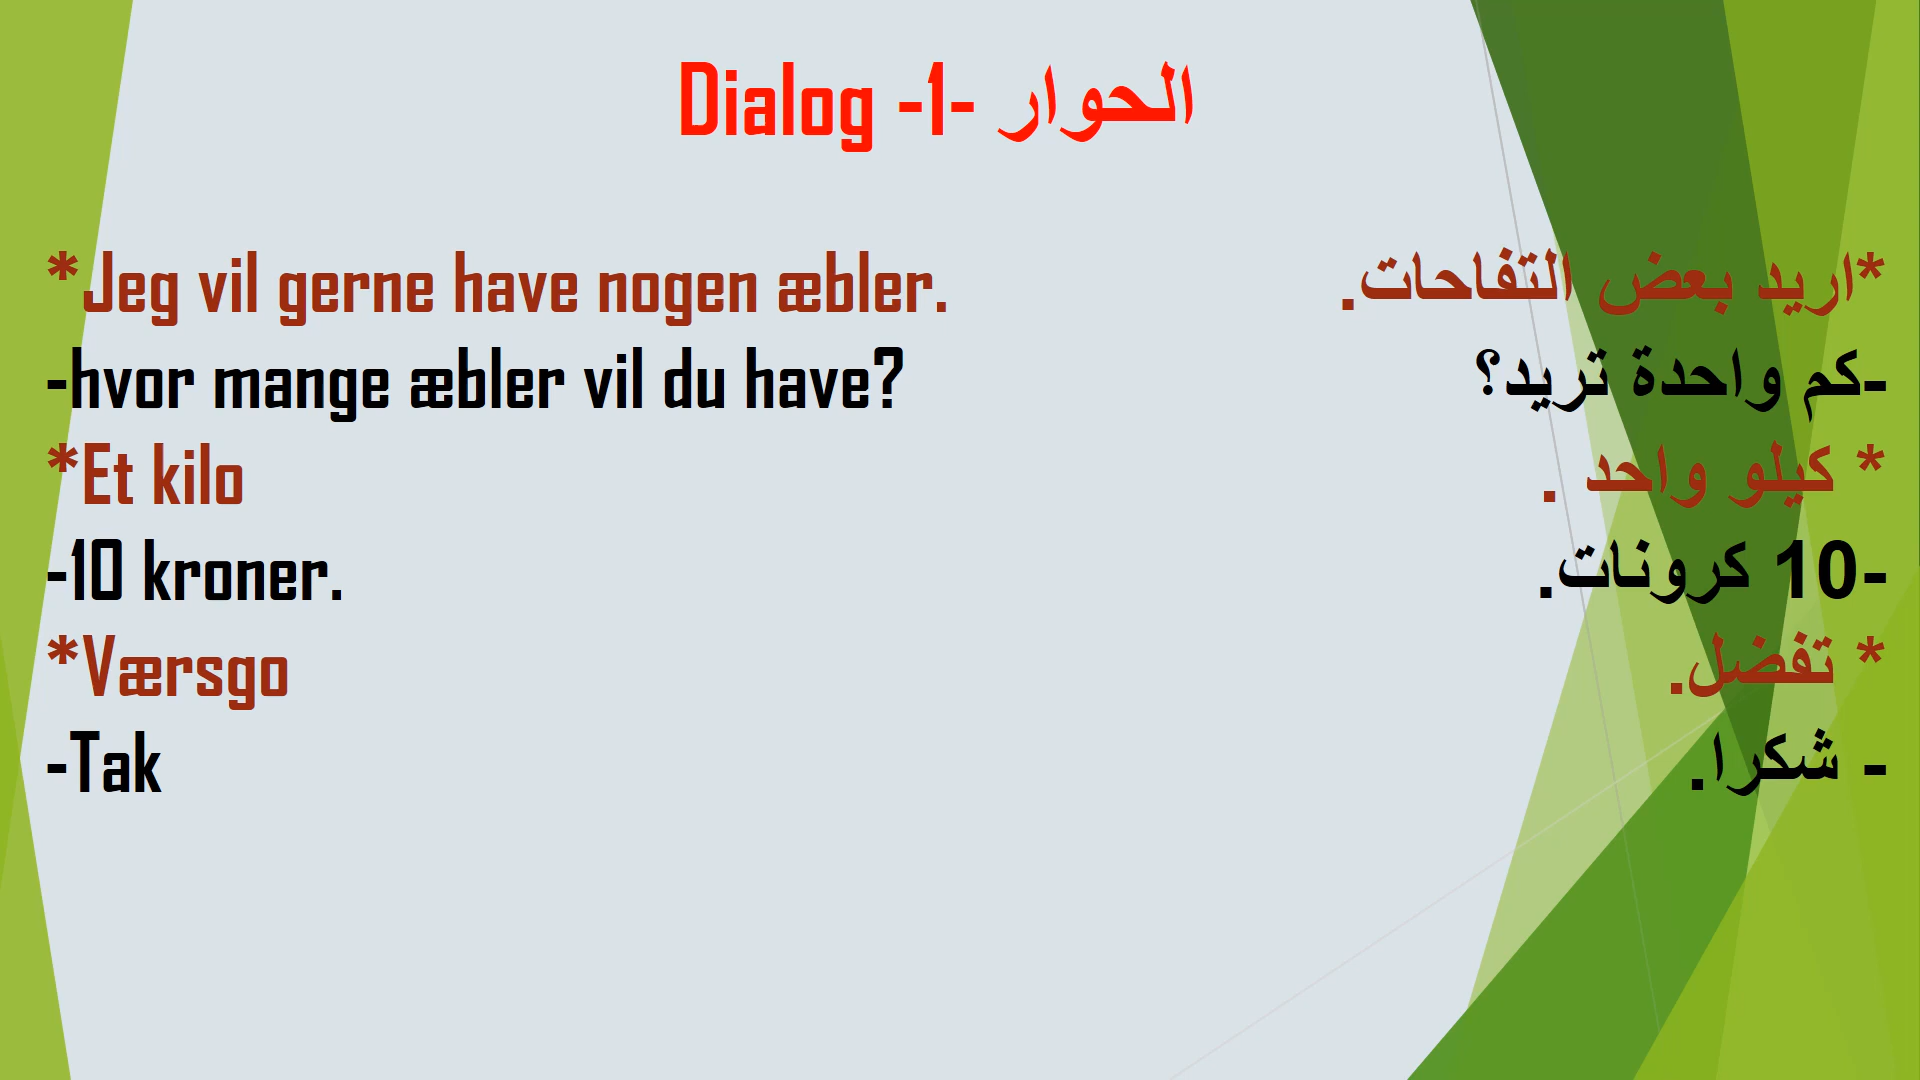 Dialog -1- الحوار
*Jeg vil gerne have nogen æbler.
*اريد بعض التفاحات.
-hvor mange æbler vil du have?
-كم واحدة تريد؟
*Et kilo
* كيلو واحد .
-10 kroner.
-10 كرونات.
*Værsgo
* تفضل.
-Tak
- شكرا.